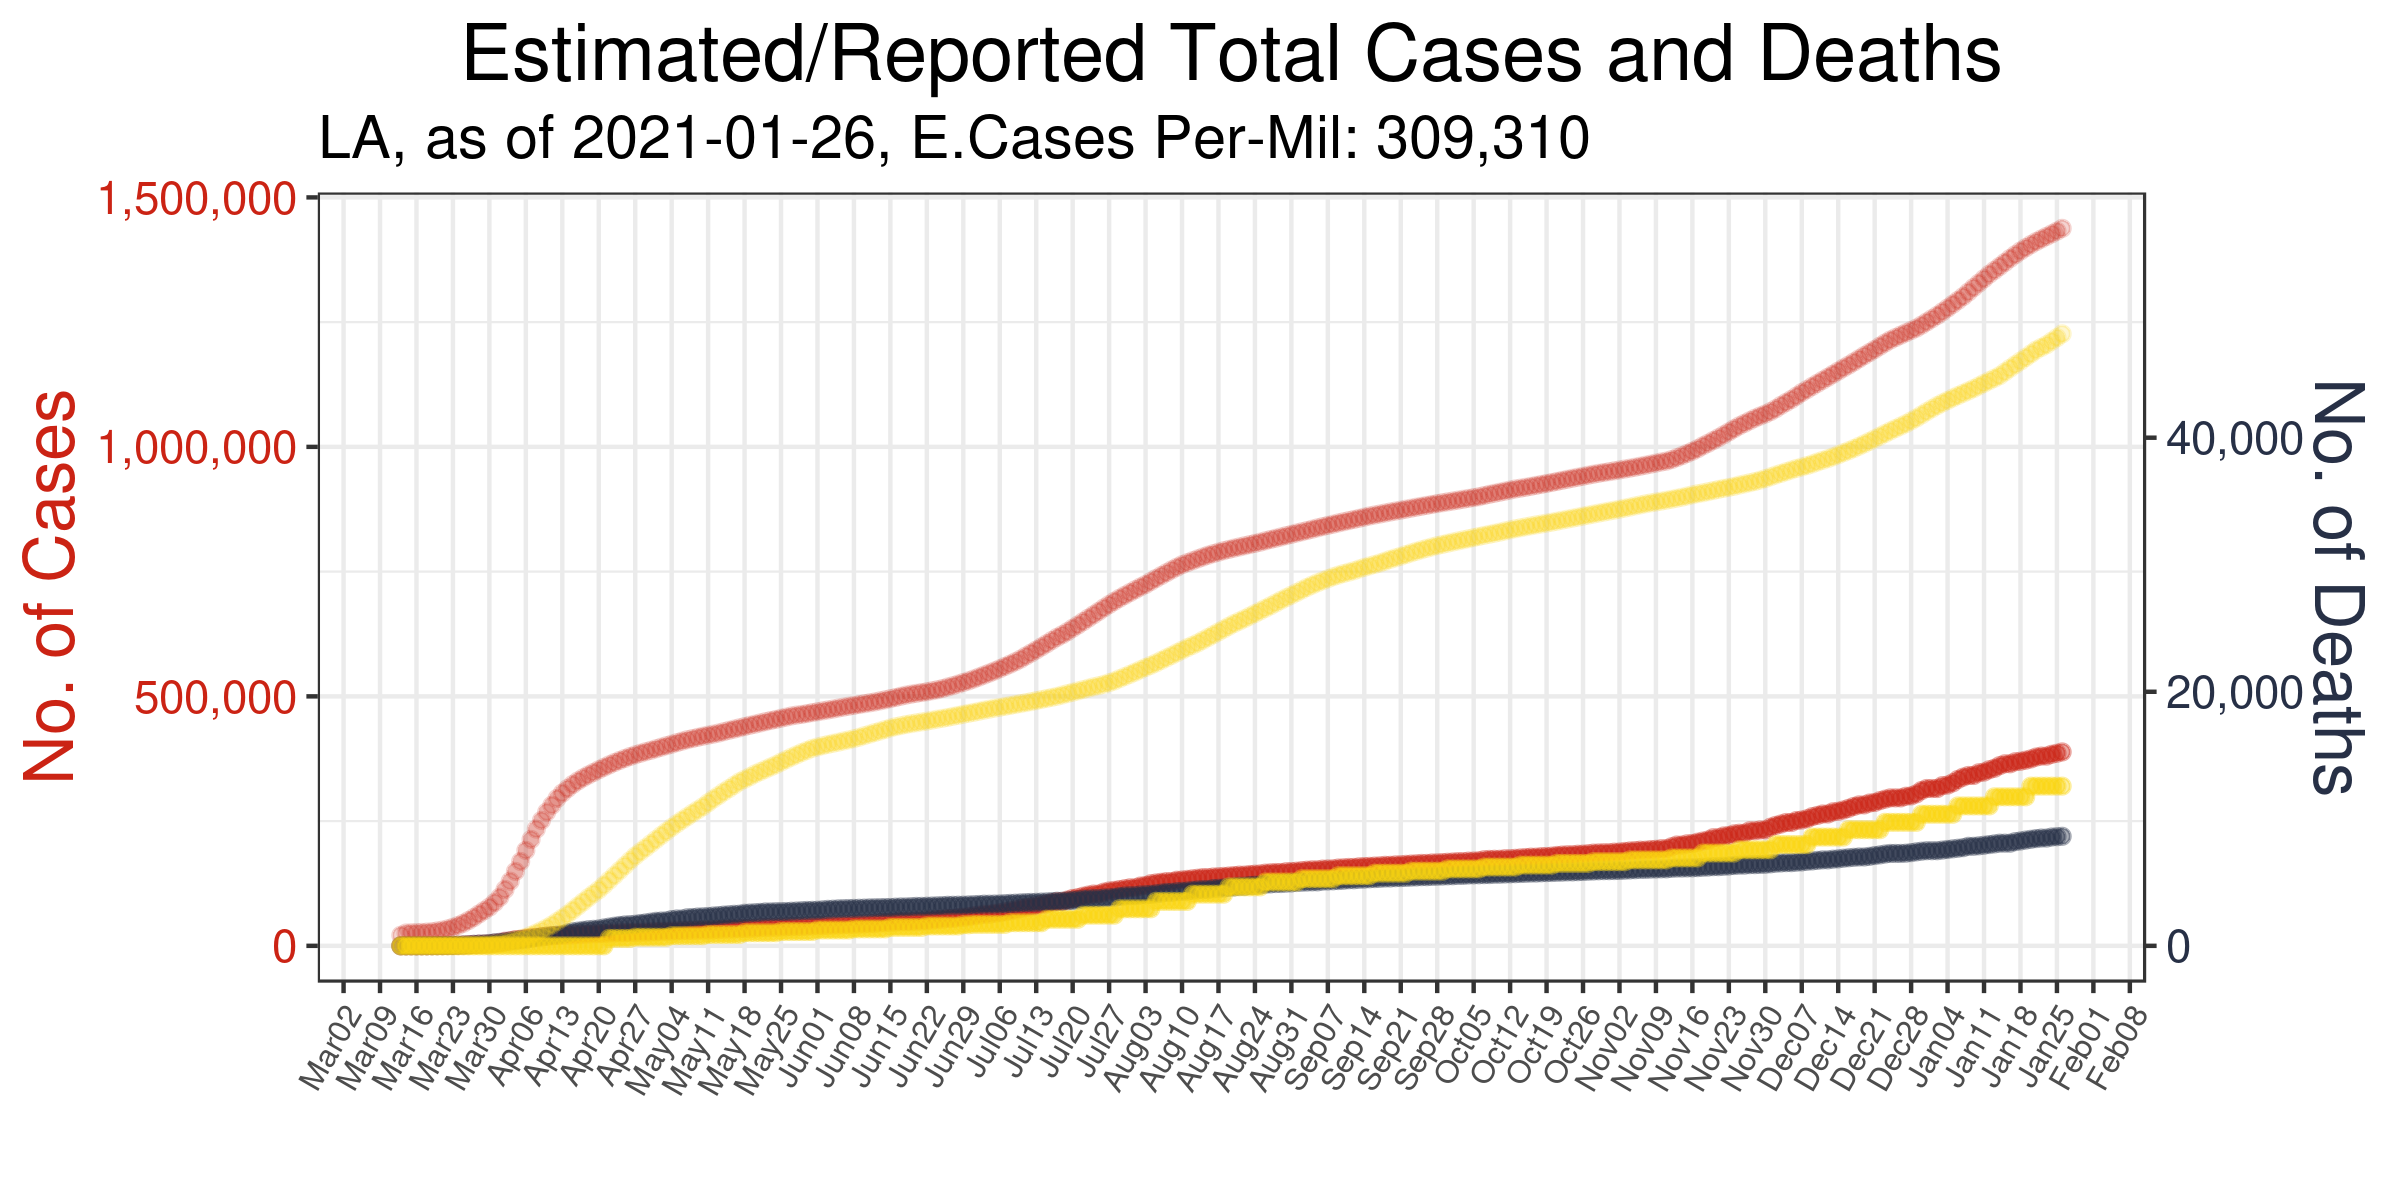 Estimated/Reported Total Cases and Deaths
LA, as of 2021-01-26, E.Cases Per-Mil: 309,310
No. of Cases
1,500,000
1,000,000
500,000
0
40,000
20,000
0
No. of Deaths
Mar02
Mar09
Mar16
Mar23
Mar30
Apr06
Apr13
Apr20
Apr27
May04
May11
May18
May25
Jun01
Jun08
Jun15
Jun22
Jun29
Jul06
Jul13
Jul20
Jul27
Aug03
Aug10
Aug17
Aug24
Aug31
Sep07
Sep14
Sep21
Sep28
Oct05
Oct12
Oct19
Oct26
Nov02
Nov09
Nov16
Nov23
Nov30
Dec07
Dec14
Dec21
Dec28
Jan04
Jan11
Jan18
Jan25
Feb01
Feb08